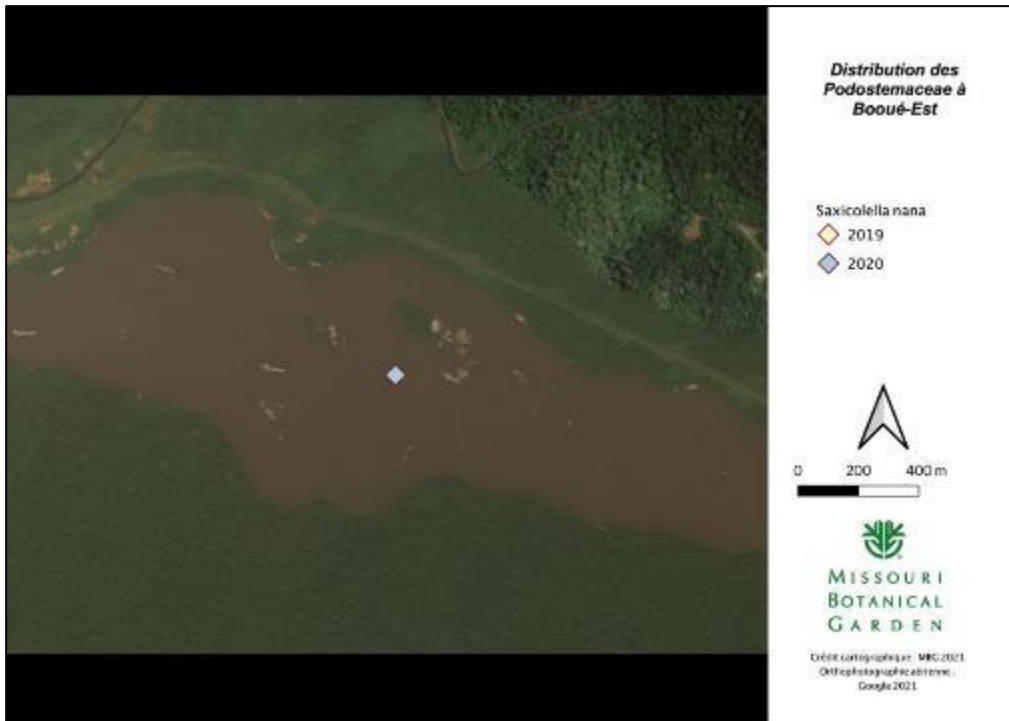 Distribution des
Podostemaceae à
Booué-Est
Saxicolella nana
2019
2020
0 200 400 m
MISSOURI
BOTANICAL
GARDEN
Crédit cartographique : MBG 2021
Orthophotographie aérienne :
Google 2021